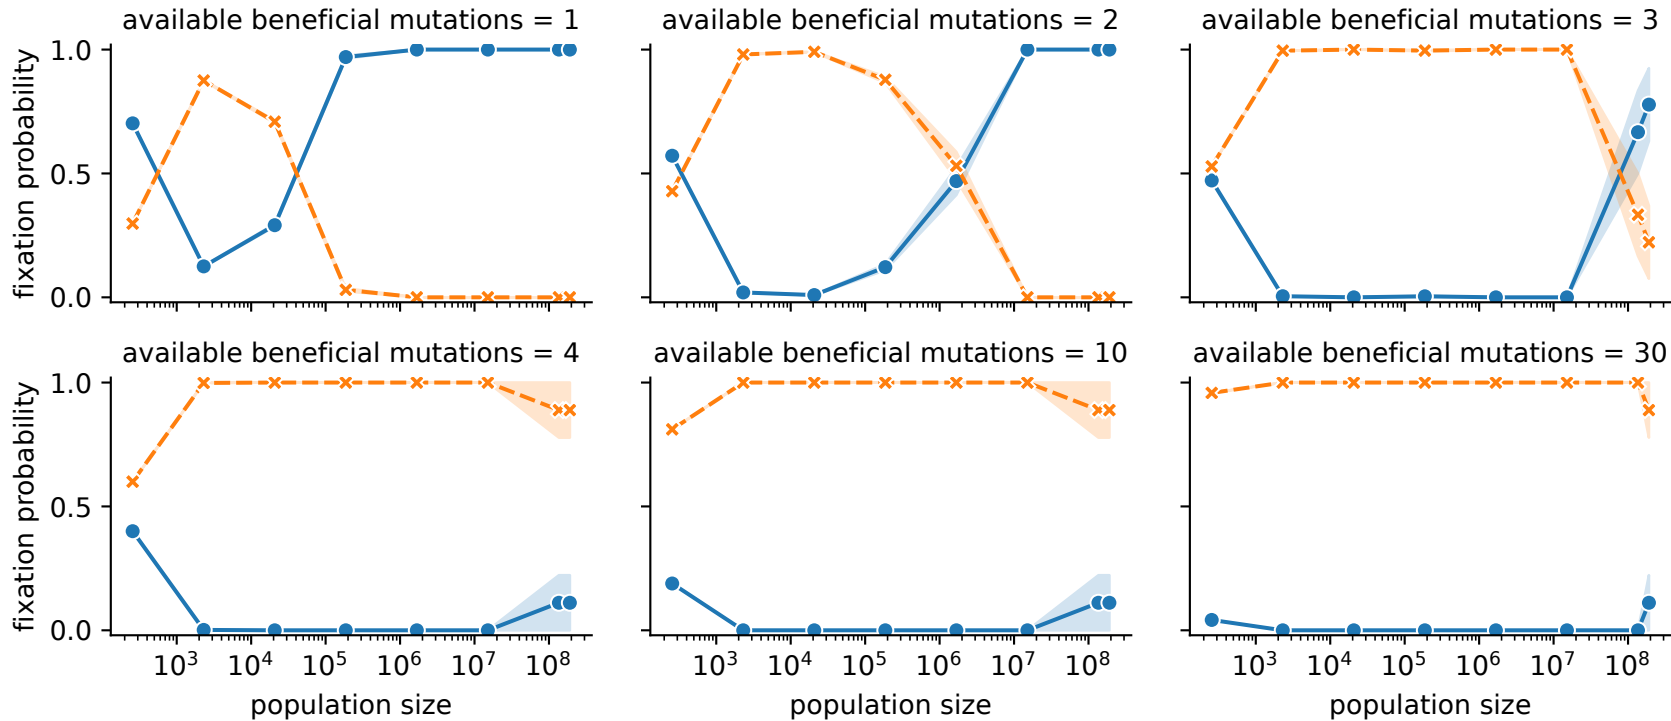 available beneficial mutations = 1
available beneficial mutations = 2
available beneficial mutations = 3
fixation probability
1.0
0.5
0.0
available beneficial mutations = 4
available beneficial mutations = 10
available beneficial mutations = 30
fixation probability
1.0
0.5
0.0
10³ 10⁴ 10⁵ 10⁶ 10⁷ 10⁸
10³ 10⁴ 10⁵ 10⁶ 10⁷ 10⁸
10³ 10⁴ 10⁵ 10⁶ 10⁷ 10⁸
population size
population size
population size